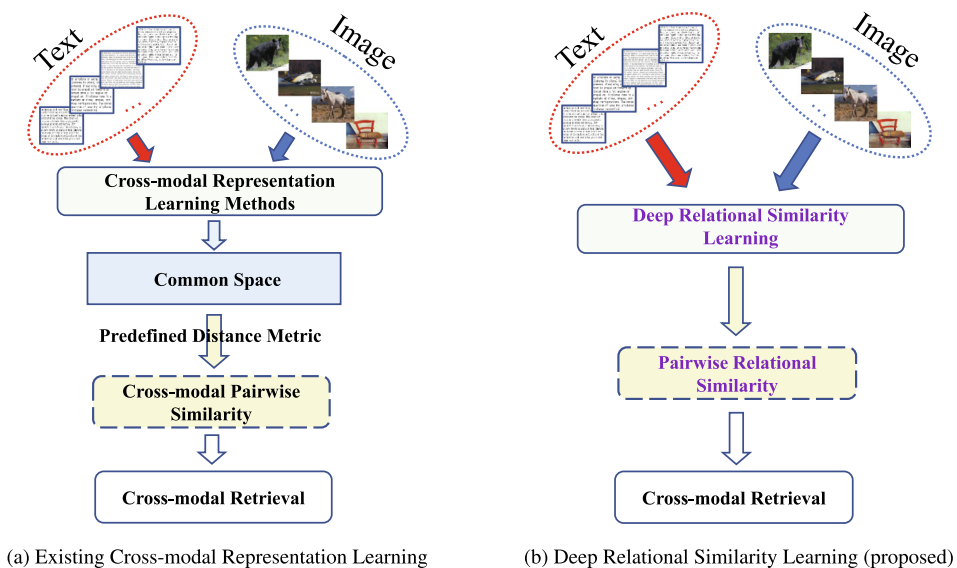 Text
Image
Cross-modal Representation
Learning Methods
Common Space
Predefined Distance Metric
Cross-modal Pairwise
Similarity
Cross-modal Retrieval
(a) Existing Cross-modal Representation Learning
Text
Image
Deep Relational Similarity
Learning
Pairwise Relational
Similarity
Cross-modal Retrieval
(b) Deep Relational Similarity Learning (proposed)